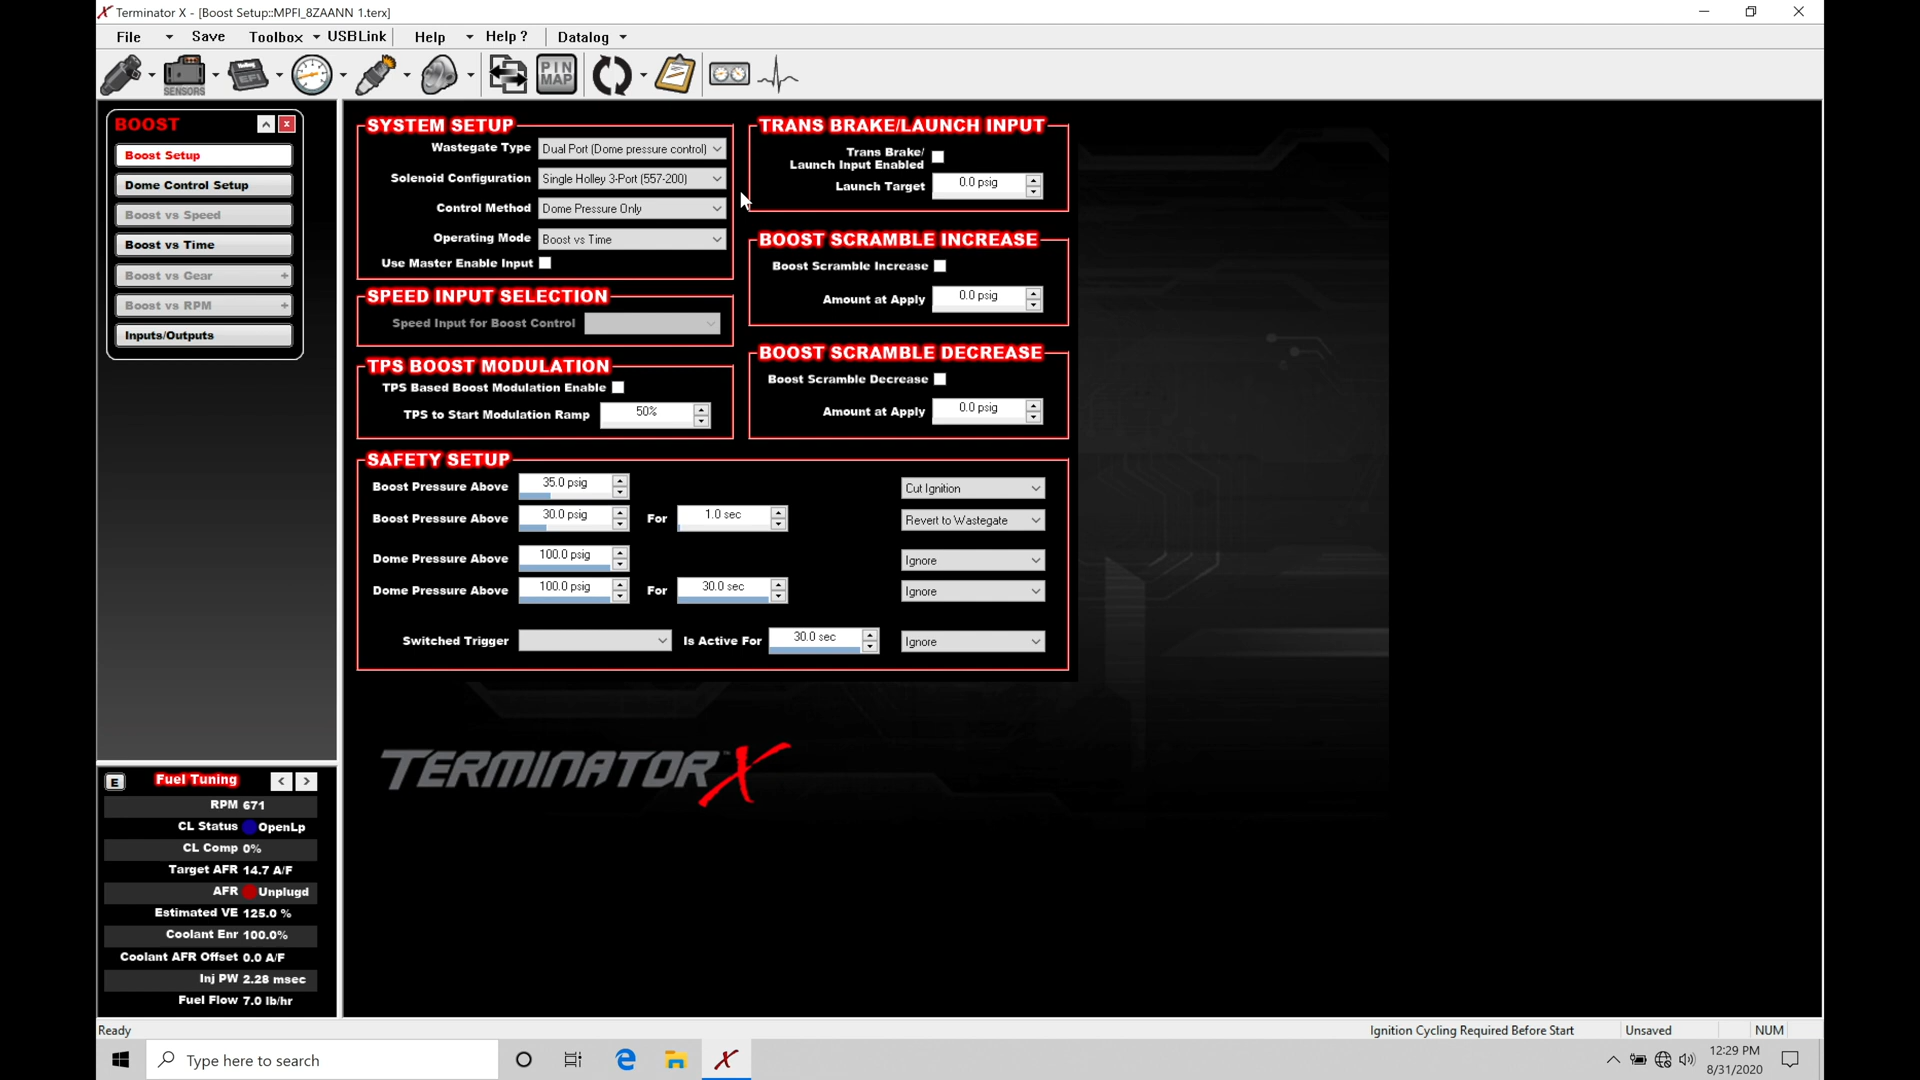 Terminator X - [Boost Setup::MPFI_8ZAANN 1.terx]
File Save Toolbox USBLink Help Help ? Datalog
SENSORS EFI PIN MAP
BOOST
Boost Setup
Dome Control Setup
Boost vs Speed
Boost vs Time
Boost vs Gear +
Boost vs RPM +
Inputs/Outputs
SYSTEM SETUP
Wastegate Type Dual Port (Dome pressure control)
Solenoid Configuration Single Holley 3-Port (557-200)
Control Method Dome Pressure Only
Operating Mode Boost vs Time
Use Master Enable Input
SPEED INPUT SELECTION
Speed Input for Boost Control
TPS BOOST MODULATION
TPS Based Boost Modulation Enable
TPS to Start Modulation Ramp 50%
TRANS BRAKE/LAUNCH INPUT
Trans Brake/
Launch Input Enabled
Launch Target 0.0 psig
BOOST SCRAMBLE INCREASE
Boost Scramble Increase
Amount at Apply 0.0 psig
BOOST SCRAMBLE DECREASE
Boost Scramble Decrease
Amount at Apply 0.0 psig
SAFETY SETUP
Boost Pressure Above 35.0 psig Cut Ignition
Boost Pressure Above 30.0 psig For 1.0 sec Revert to Wastegate
Dome Pressure Above 100.0 psig Ignore
Dome Pressure Above 100.0 psig For 30.0 sec Ignore
Switched Trigger Is Active For 30.0 sec Ignore
TERMINATOR X
E Fuel Tuning < >
RPM 671
CL Status OpenLp
CL Comp 0%
Target AFR 14.7 A/F
AFR Unplugd
Estimated VE 125.0 %
Coolant Enr 100.0%
Coolant AFR Offset 0.0 A/F
Inj PW 2.28 msec
Fuel Flow 7.0 lb/hr
Ready Ignition Cycling Required Before Start Unsaved NUM
Type here to search
12:29 PM
8/31/2020